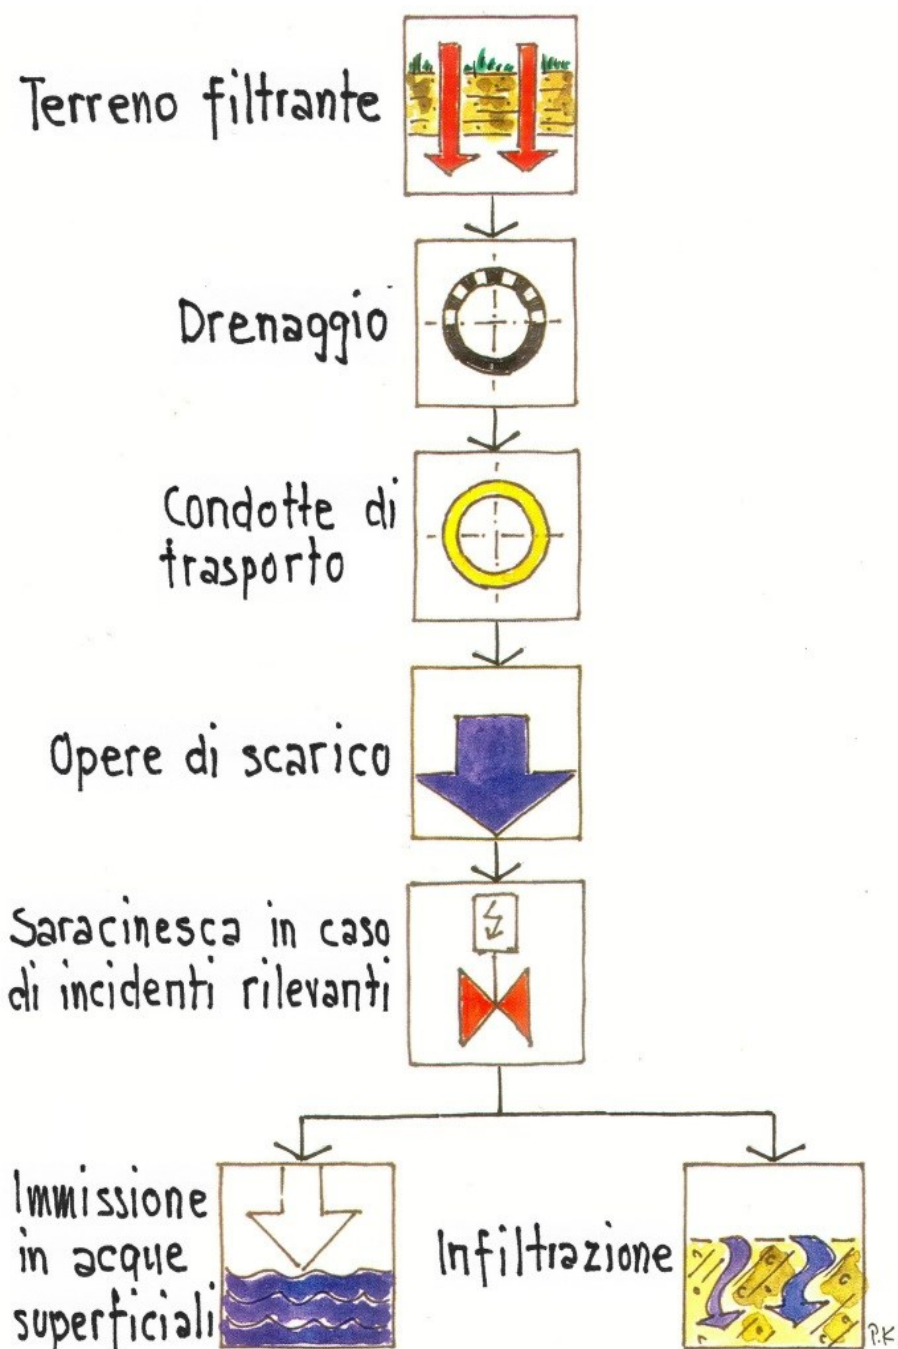 Terreno filtrante
Drenaggio
Condotte di
trasporto
Opere di scarico
Saracinesca in caso
di incidenti rilevanti
Immissione
in acque
superficiali
Infiltrazione
P.K